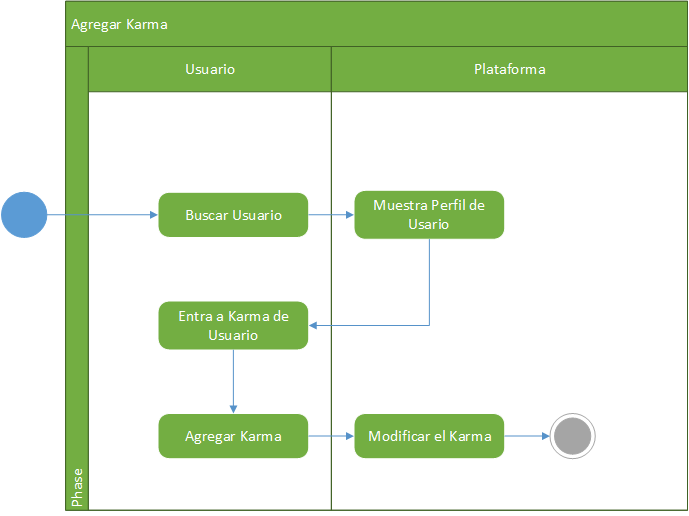 Agregar Karma
Usuario
Plataforma
Buscar Usuario
Muestra Perfil de
Usario
Entra a Karma de
Usuario
Agregar Karma
Modificar el Karma
Phase